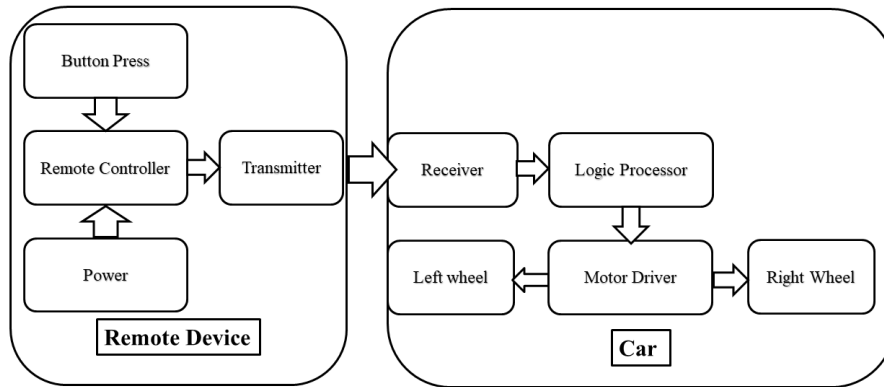 Button Press
Remote Controller
Transmitter
Receiver
Logic Processor
Power
Left wheel
Motor Driver
Right Wheel
Remote Device
Car